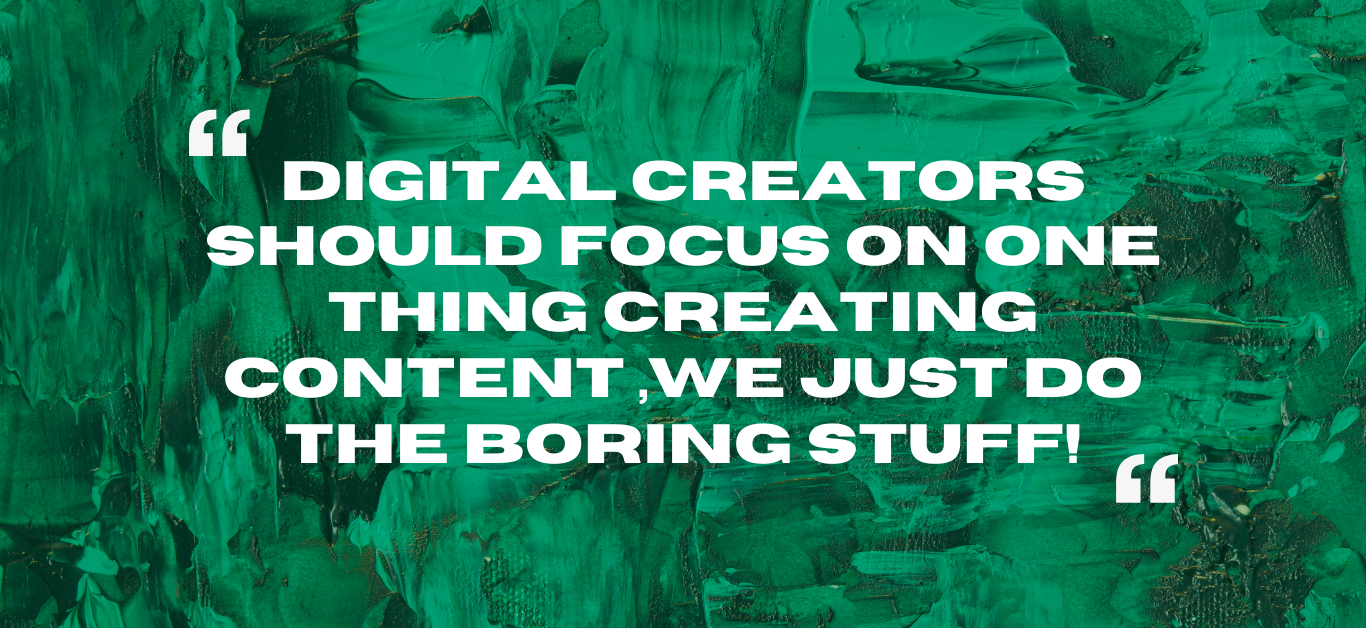 “
DIGITAL CREATORS
SHOULD FOCUS ON ONE
THING CREATING
CONTENT ,WE JUST DO
THE BORING STUFF!
“